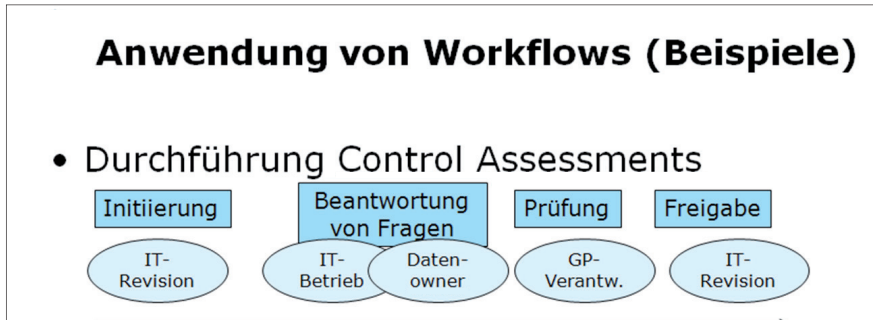 Anwendung von Workflows (Beispiele)
• Durchführung Control Assessments
Initiierung
Beantwortung
von Fragen
Prüfung
Freigabe
IT-
Revision
IT-
Betrieb
Daten-
owner
GP-
Verantw.
IT-
Revision